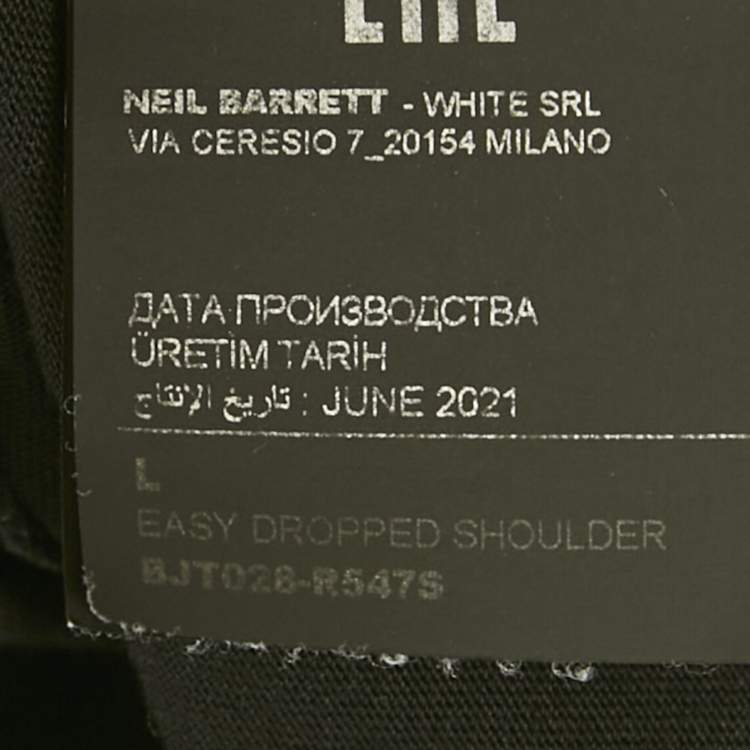 EAC
NEIL BARRETT - WHITE SRL
VIA CERESIO 7_20154 MILANO
ДАТА ПРОИЗВОДСТВА
ÜRETİM TARİH
تاريخ الإنتاج : JUNE 2021
L
EASY DROPPED SHOULDER
BJT028-R547S